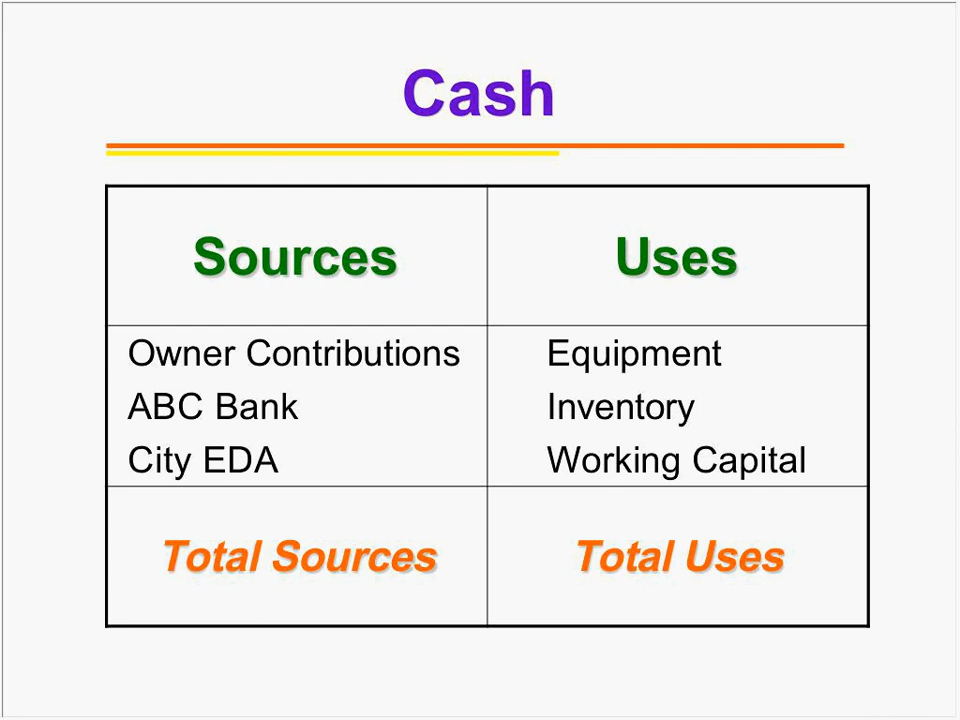 Cash
Sources
Uses
Owner Contributions
ABC Bank
City EDA
Equipment
Inventory
Working Capital
Total Sources
Total Uses